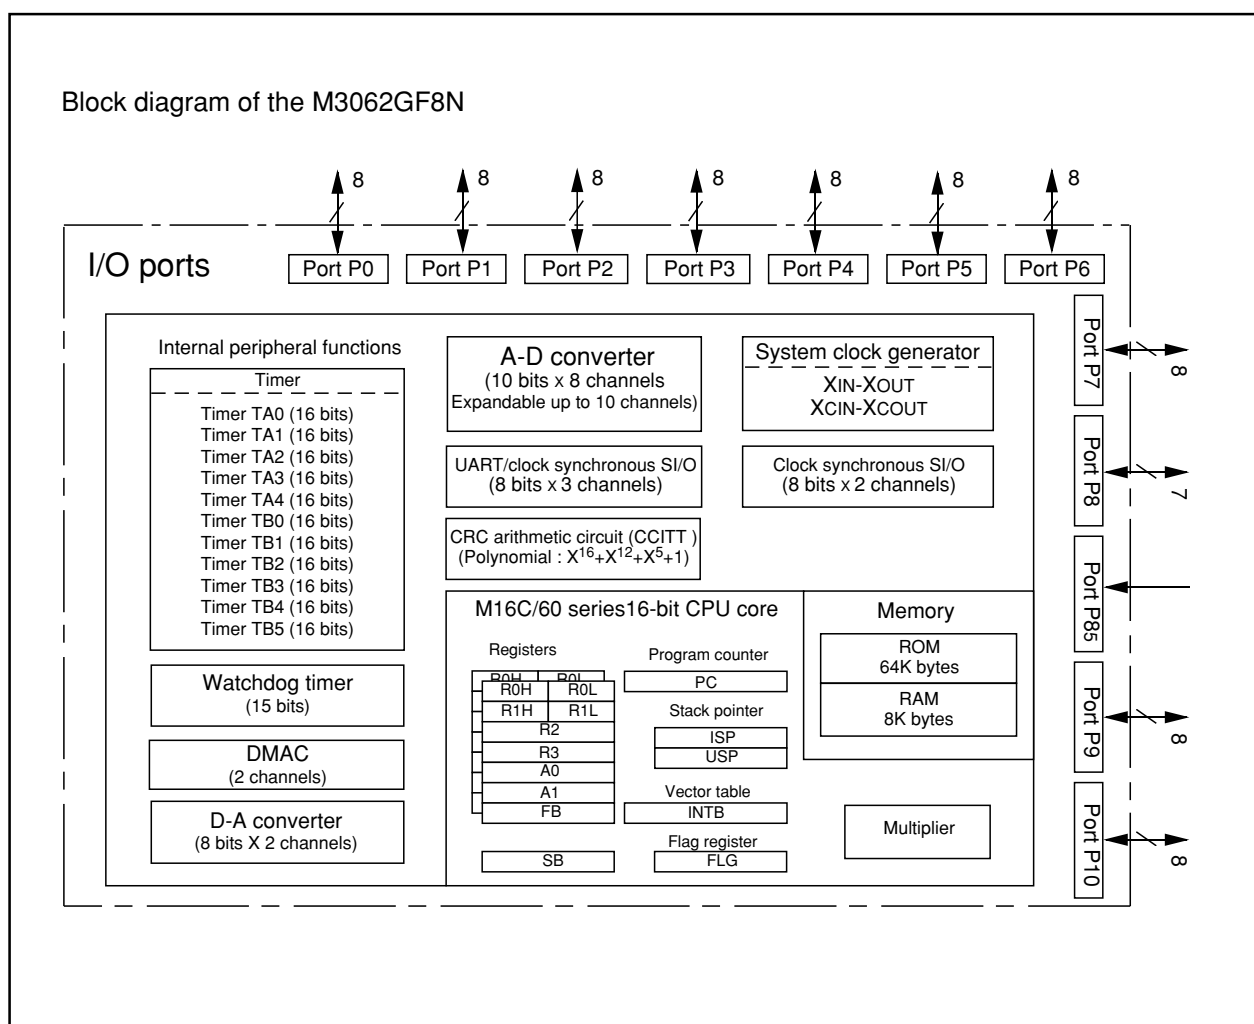 Block diagram of the M3062GF8N
8 8 8 8 8 8 8
I/O ports
Port P0 Port P1 Port P2 Port P3 Port P4 Port P5 Port P6
Internal peripheral functions
Timer
Timer TA0 (16 bits)
Timer TA1 (16 bits)
Timer TA2 (16 bits)
Timer TA3 (16 bits)
Timer TA4 (16 bits)
Timer TB0 (16 bits)
Timer TB1 (16 bits)
Timer TB2 (16 bits)
Timer TB3 (16 bits)
Timer TB4 (16 bits)
Timer TB5 (16 bits)
Watchdog timer
(15 bits)
DMAC
(2 channels)
D-A converter
(8 bits X 2 channels)
A-D converter
(10 bits x 8 channels
Expandable up to 10 channels)
System clock generator
XIN-XOUT
XCIN-XCOUT
UART/clock synchronous SI/O
(8 bits x 3 channels)
Clock synchronous SI/O
(8 bits x 2 channels)
CRC arithmetic circuit (CCITT )
(Polynomial : X¹⁶+X¹²+X⁵+1)
M16C/60 series16-bit CPU core
Registers
R0H R0L
R0H R0L
R1H R1L
R2
R3
A0
A1
FB
SB
Program counter
PC
Stack pointer
ISP
USP
Vector table
INTB
Flag register
FLG
Memory
ROM
64K bytes
RAM
8K bytes
Multiplier
Port P7
8
Port P8
7
Port P85
Port P9
8
Port P10
8